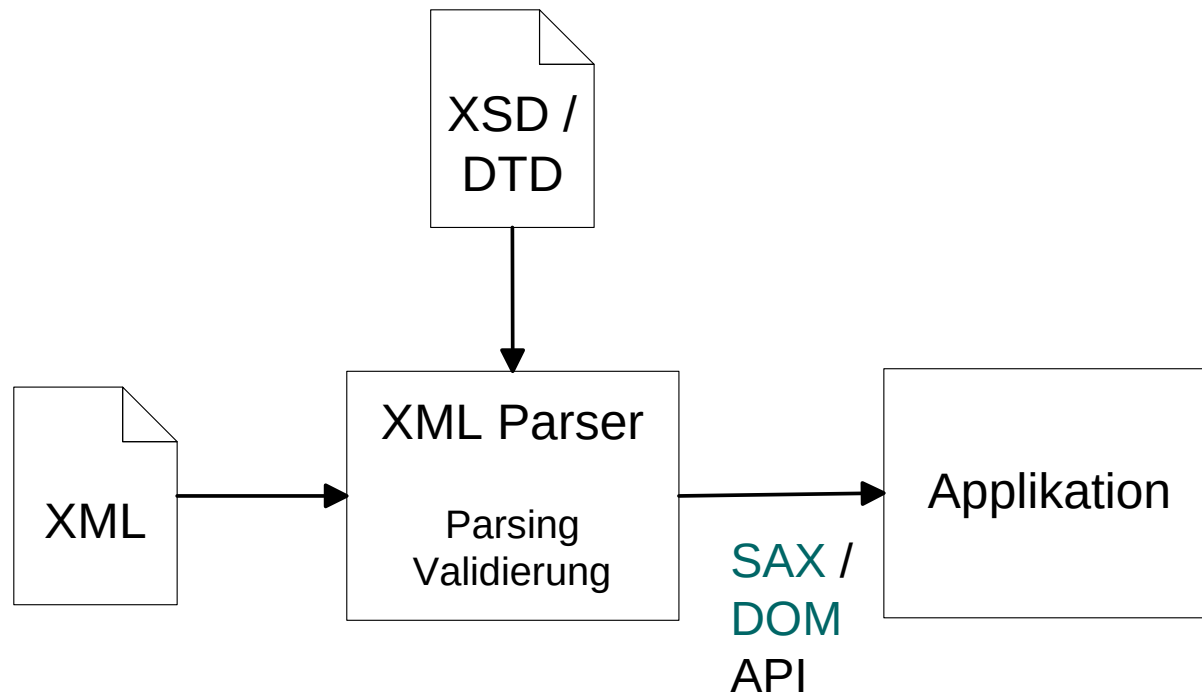 XSD /
DTD
XML
XML Parser
Parsing
Validierung
SAX /
DOM
API
Applikation